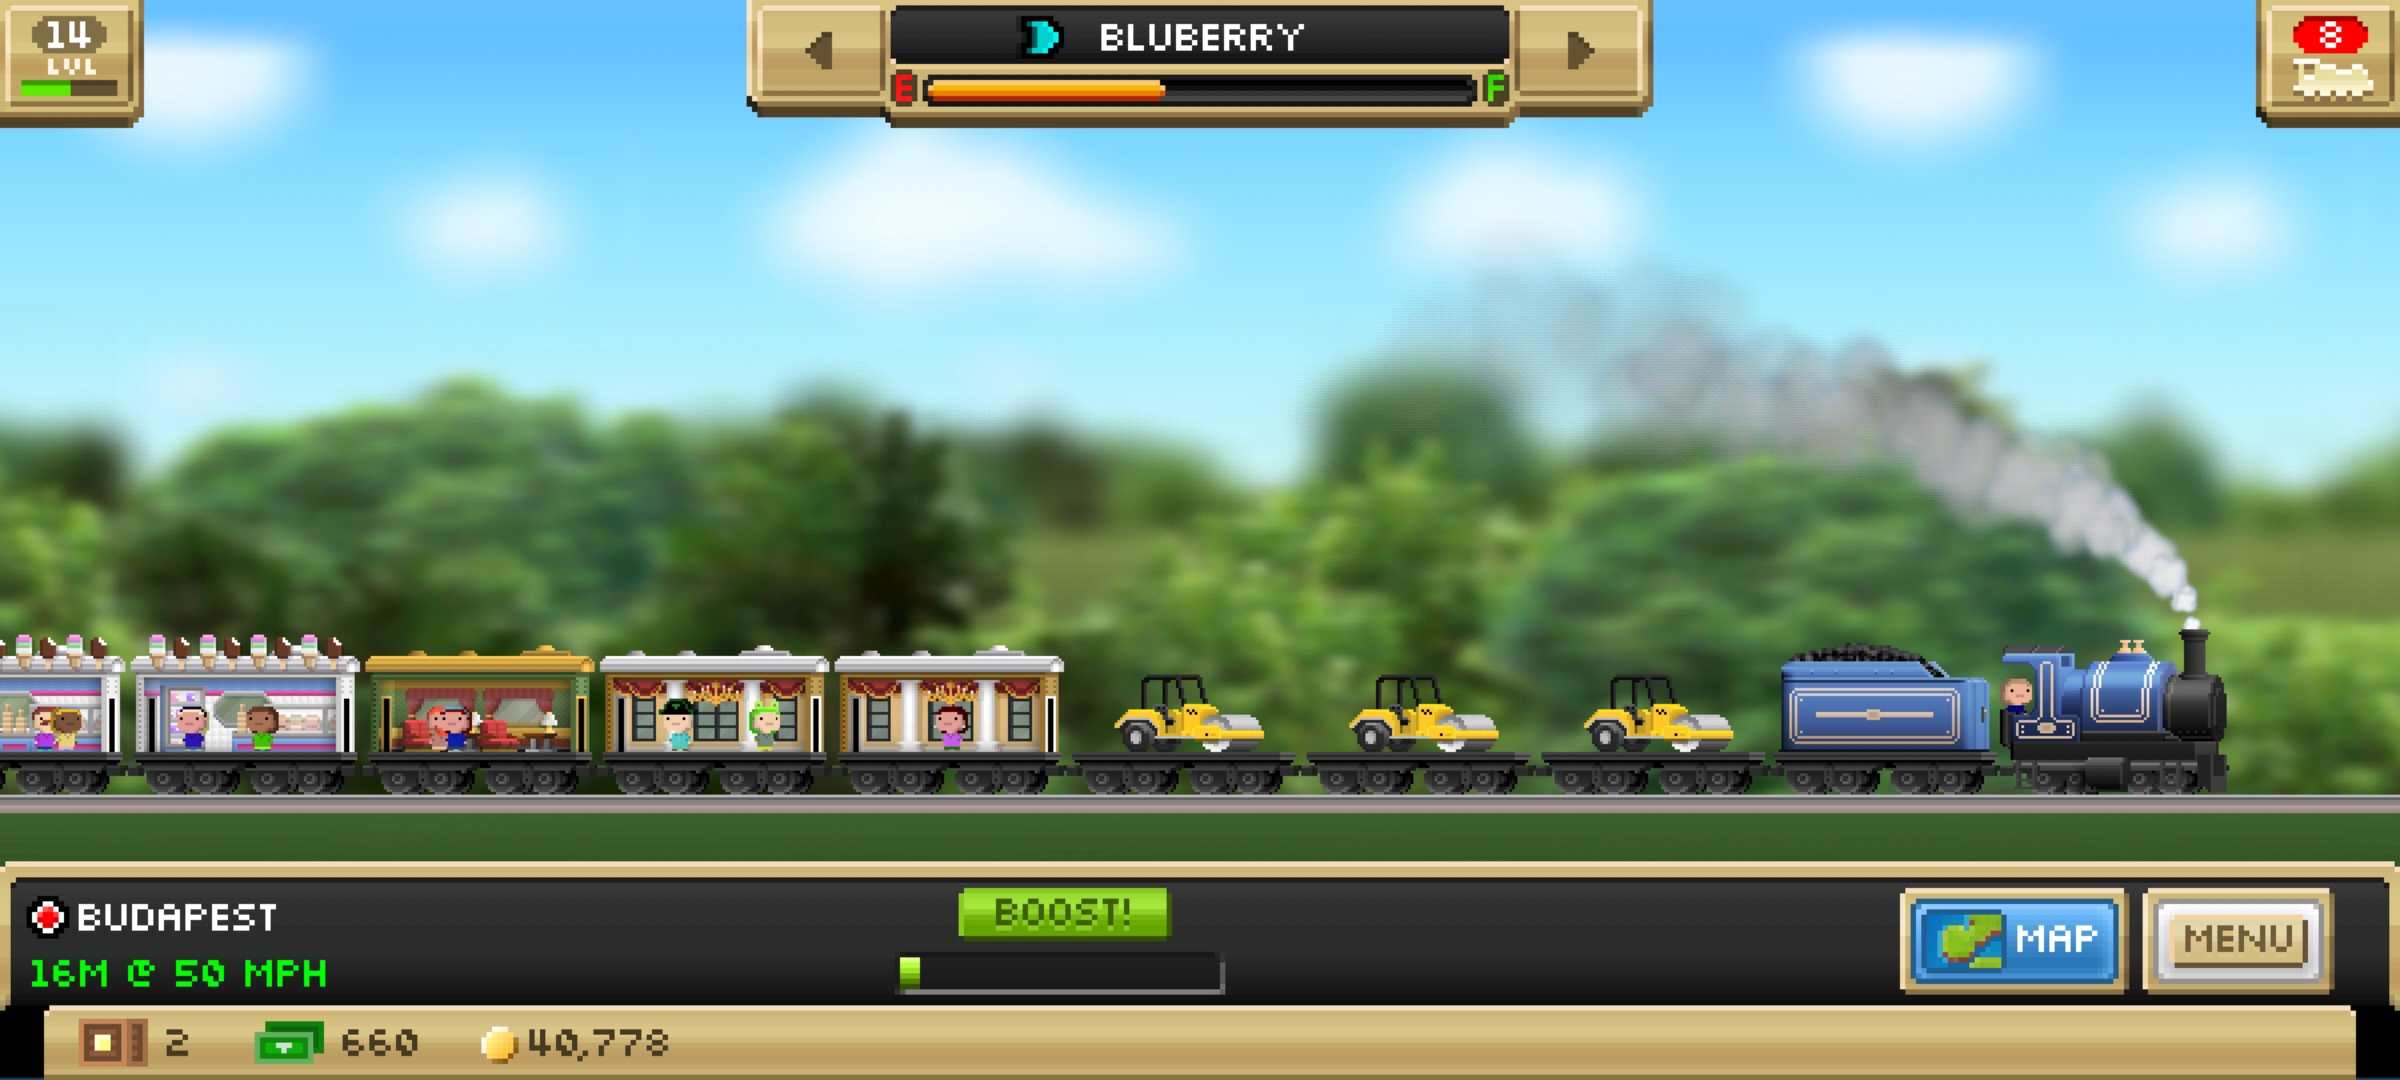 14
LVL
BLUBERRY
E
F
8
BUDAPEST
16M @ 50 MPH
BOOST!
MAP
MENU
2
660
40,778